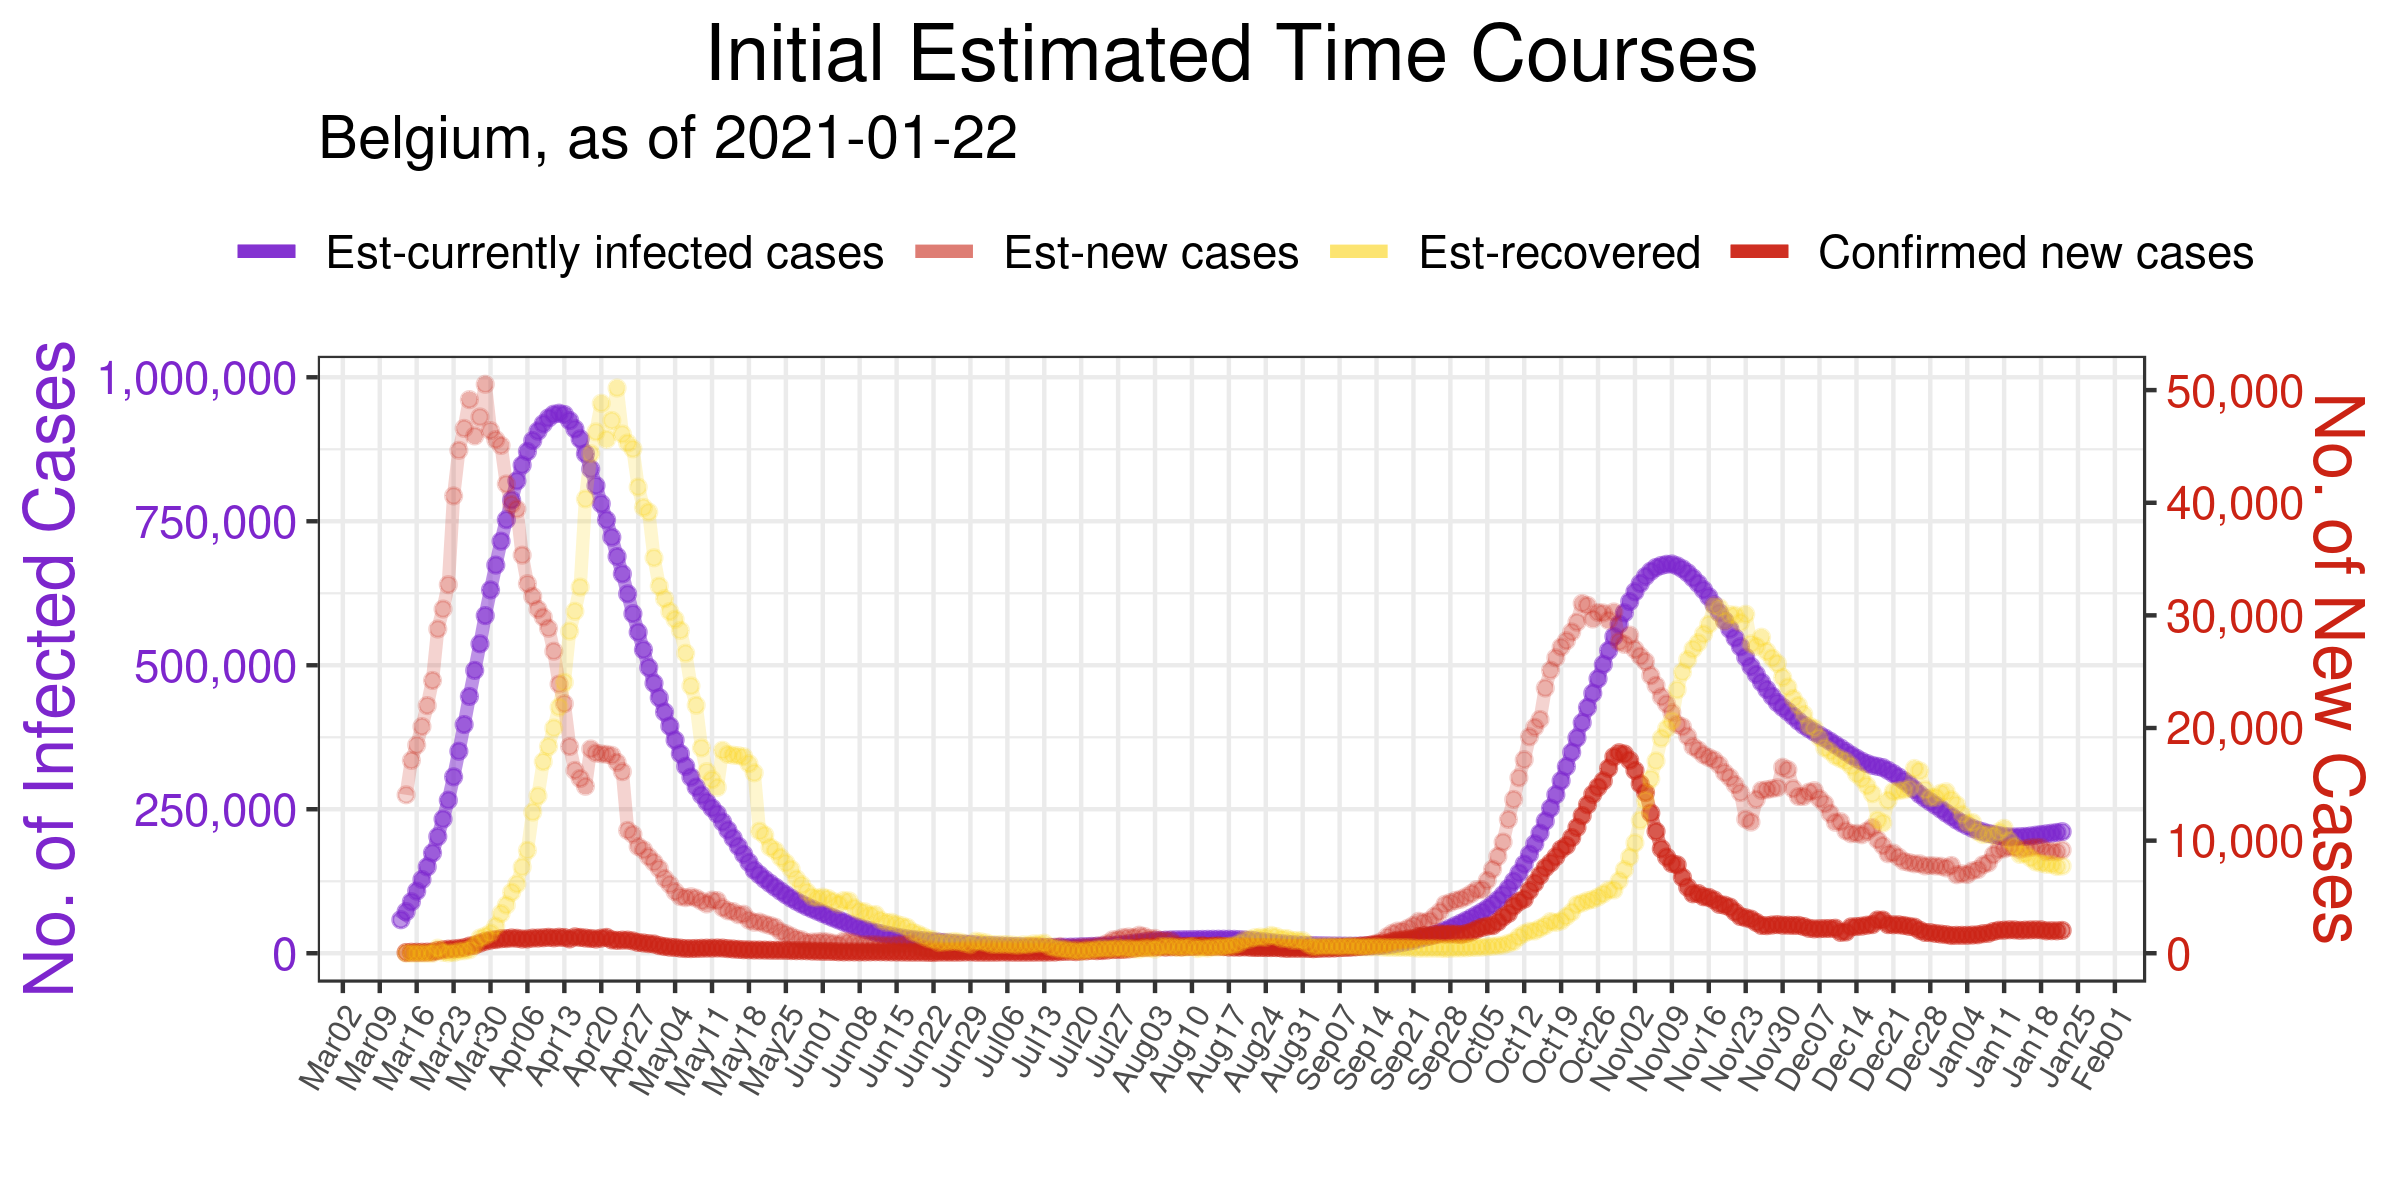 Initial Estimated Time Courses
Belgium, as of 2021-01-22
Est-currently infected cases
Est-new cases
Est-recovered
Confirmed new cases
No. of Infected Cases
1,000,000
750,000
500,000
250,000
0
50,000
40,000
30,000
20,000
10,000
0
No. of New Cases
Mar02
Mar09
Mar16
Mar23
Mar30
Apr06
Apr13
Apr20
Apr27
May04
May11
May18
May25
Jun01
Jun08
Jun15
Jun22
Jun29
Jul06
Jul13
Jul20
Jul27
Aug03
Aug10
Aug17
Aug24
Aug31
Sep07
Sep14
Sep21
Sep28
Oct05
Oct12
Oct19
Oct26
Nov02
Nov09
Nov16
Nov23
Nov30
Dec07
Dec14
Dec21
Dec28
Jan04
Jan11
Jan18
Jan25
Feb01